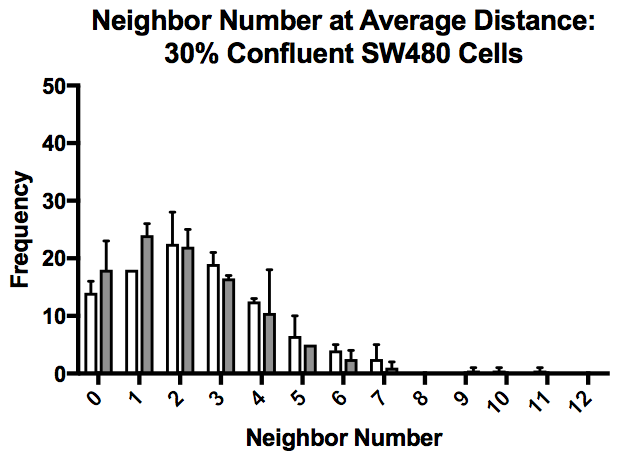 Neighbor Number at Average Distance:
30% Confluent SW480 Cells
50
40
30
20
10
0
Frequency
0 1 2 3 4 5 6 7 8 9 10 11 12
Neighbor Number